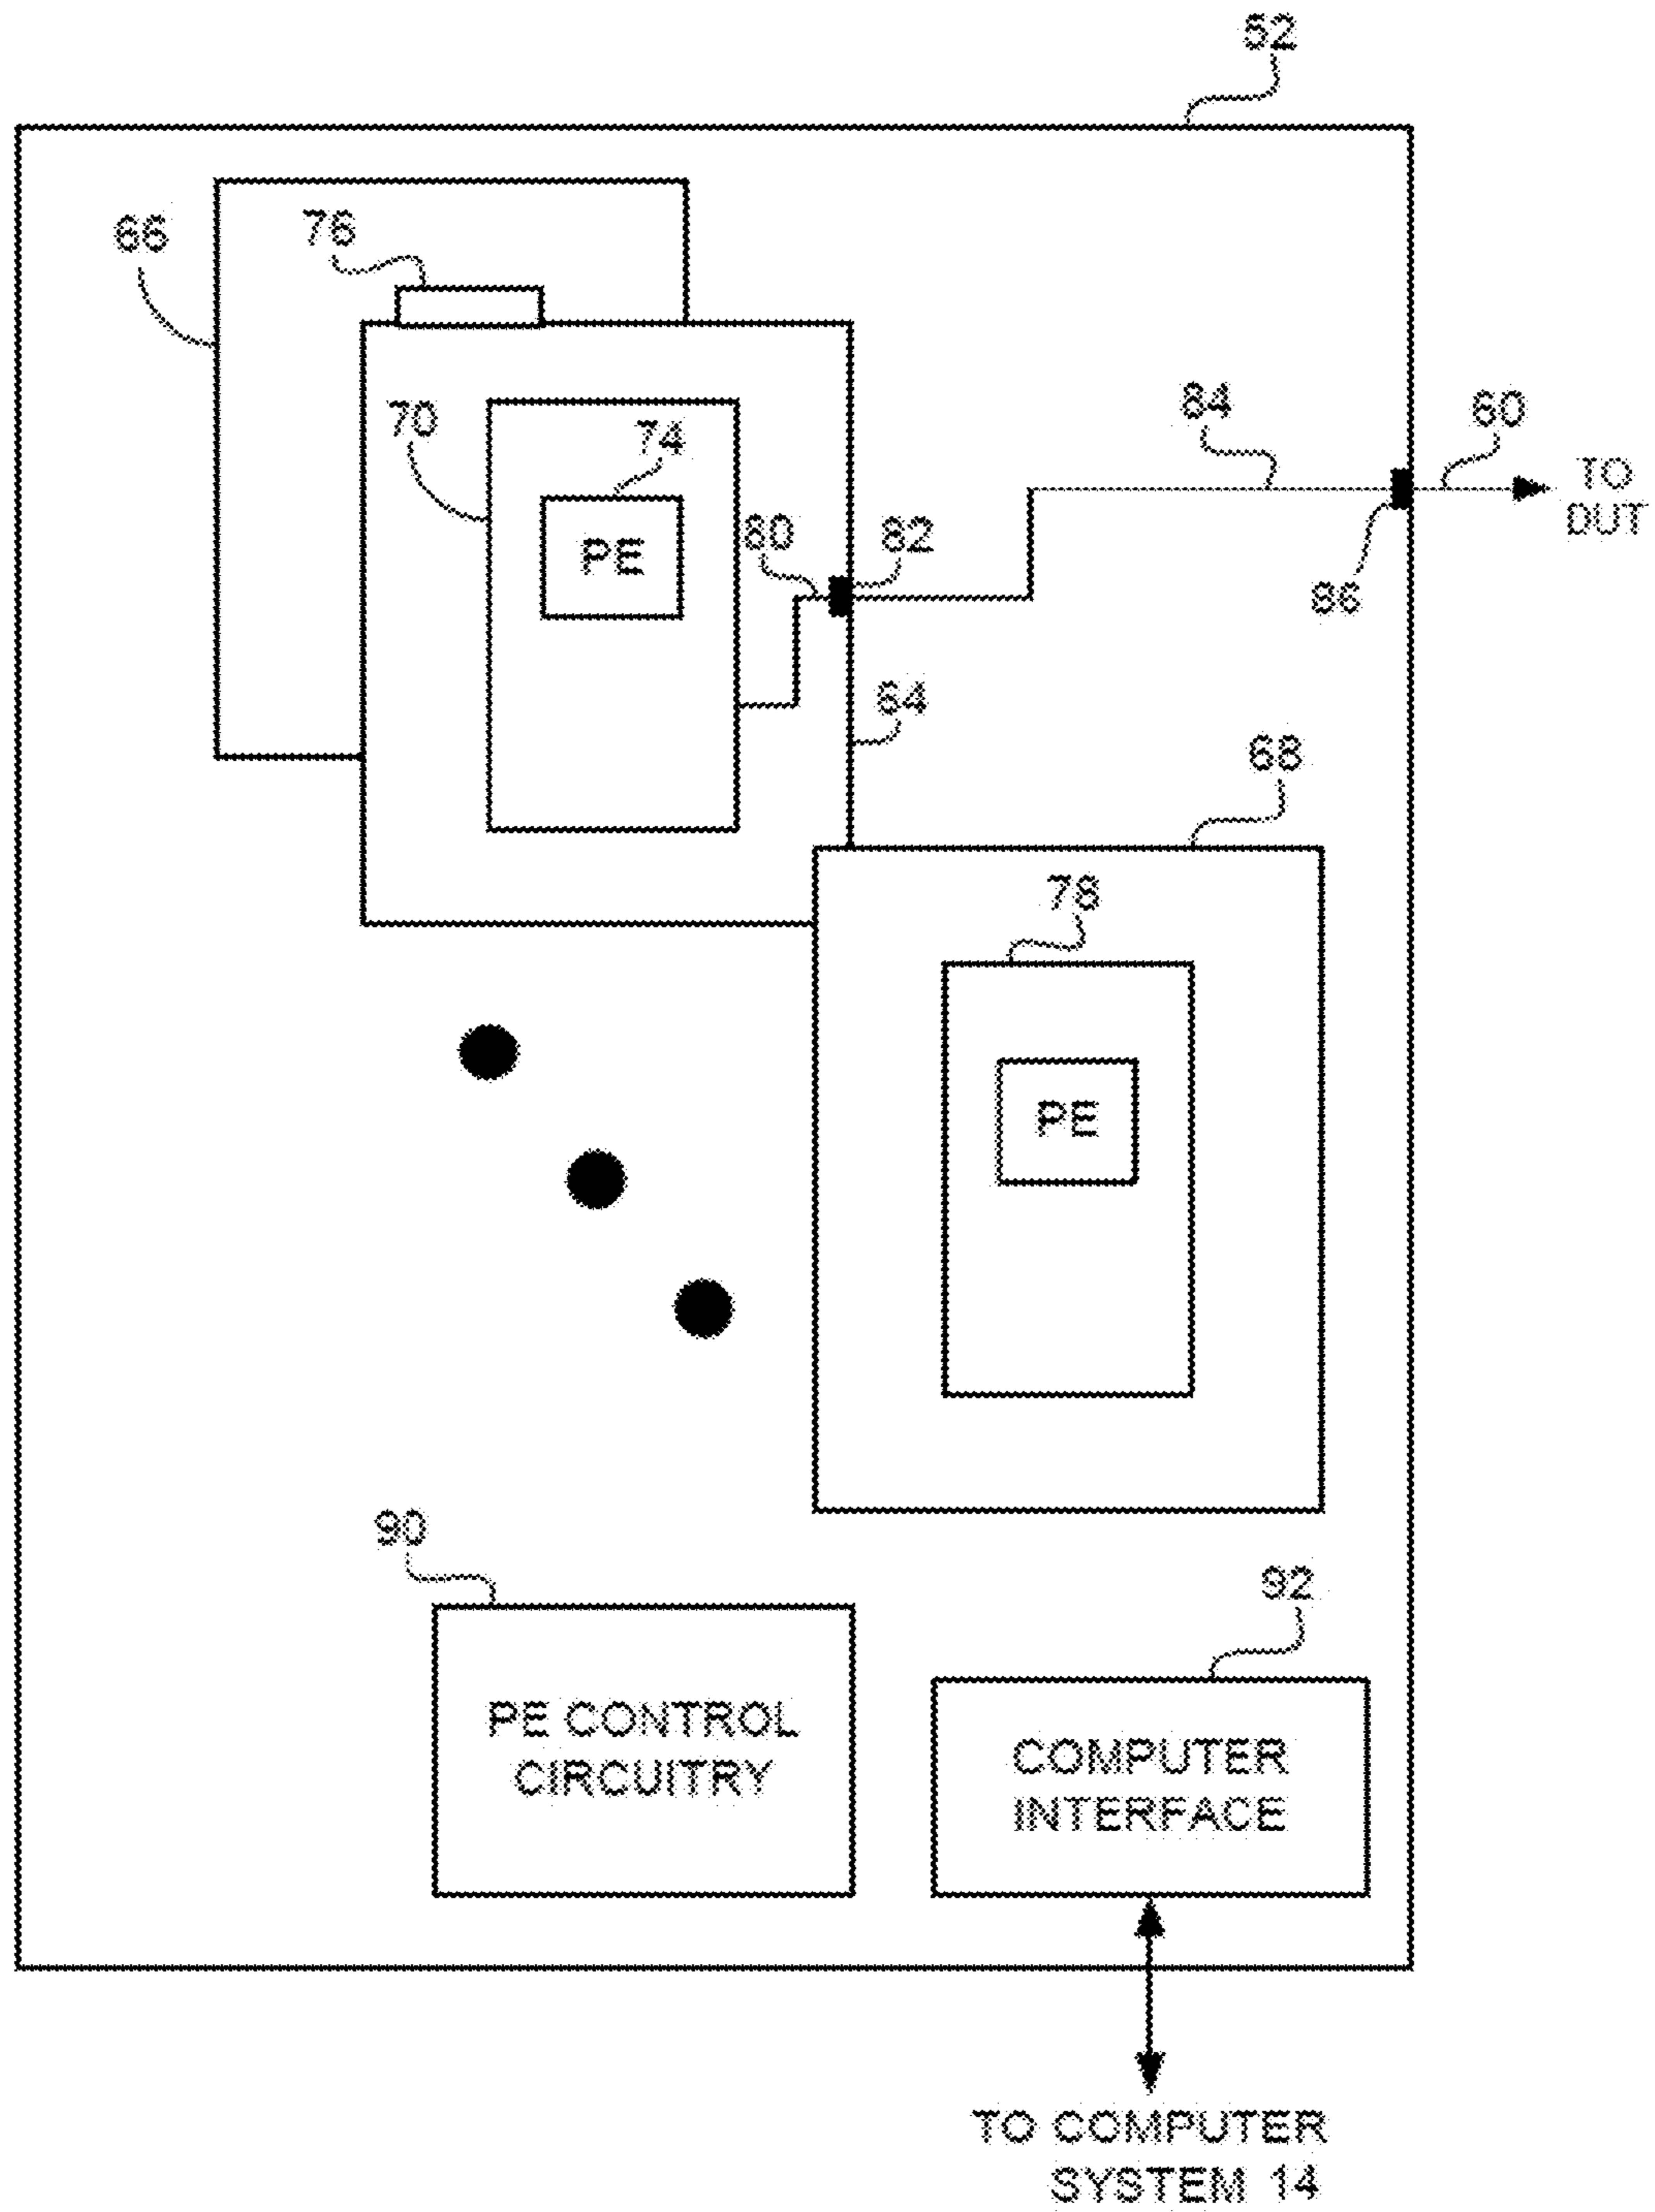 52
66
76
70
74
PE
80
82
84
60
TO
DUT
86
64
68
78
PE
90
PE CONTROL
CIRCUITRY
92
COMPUTER
INTERFACE
TO COMPUTER
SYSTEM 14